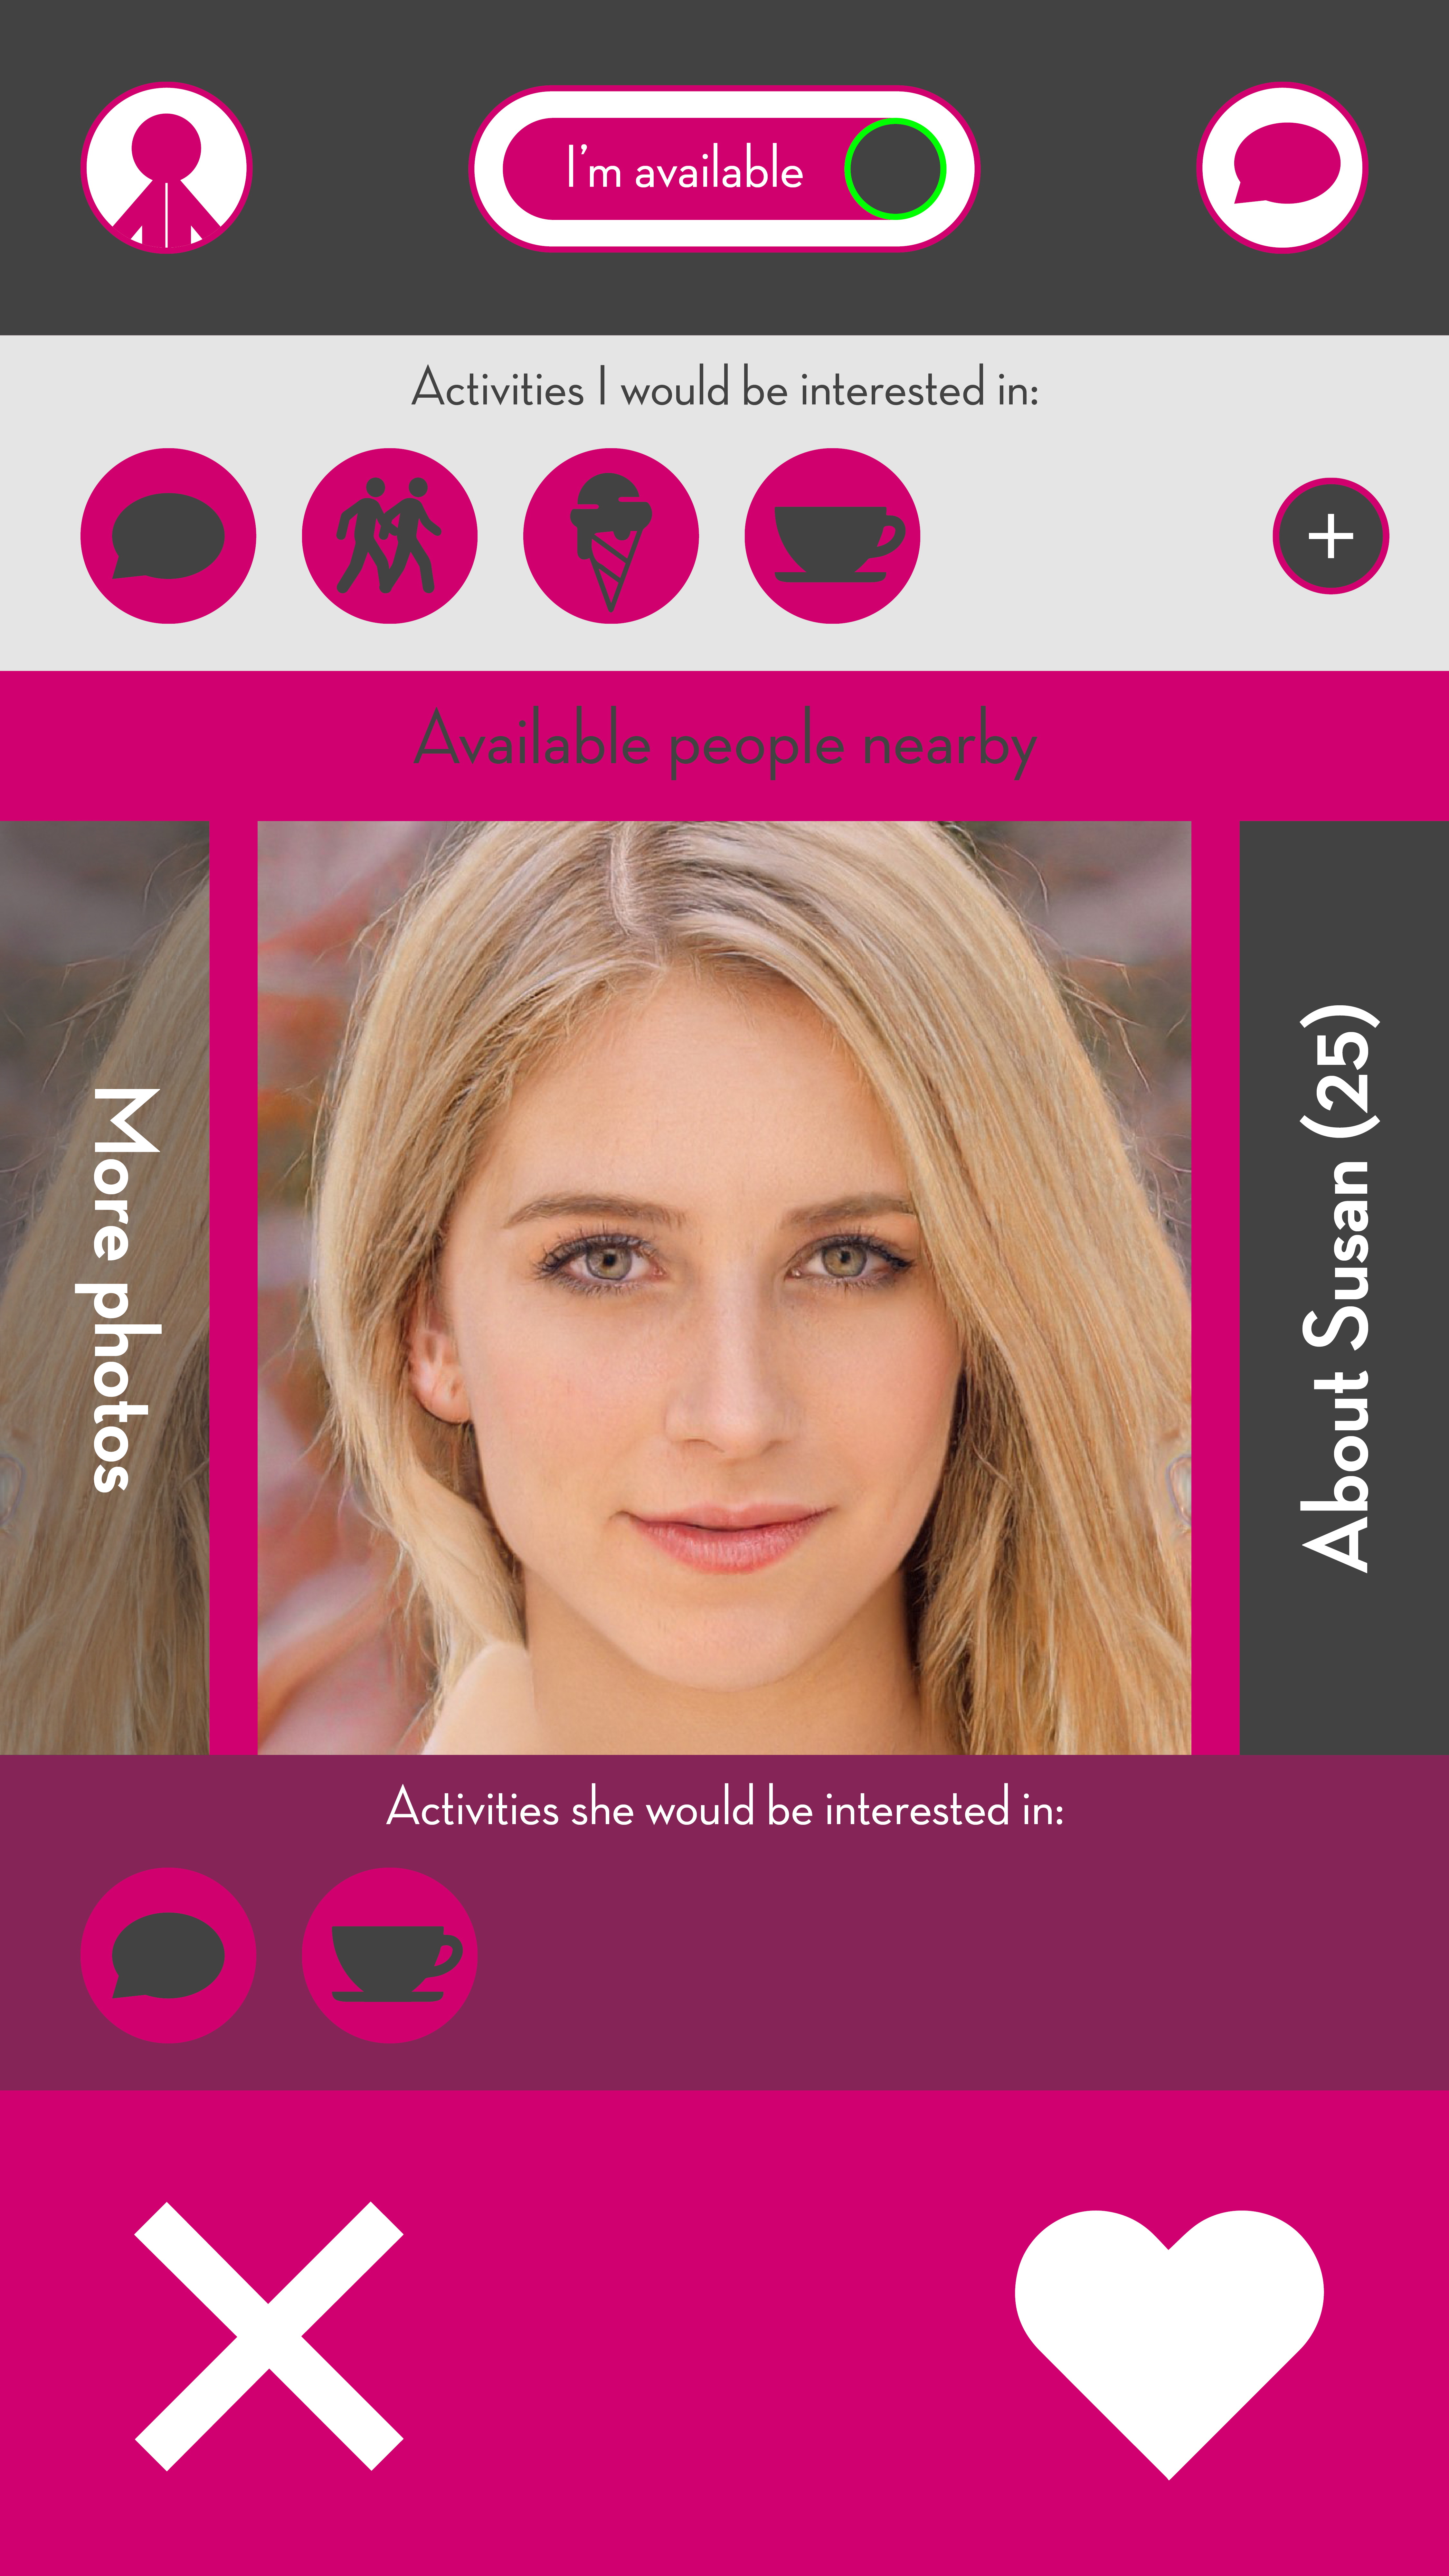 I'm available
Activities I would be interested in:
+
Available people nearby
More photos
About Susan (25)
Activities she would be interested in: